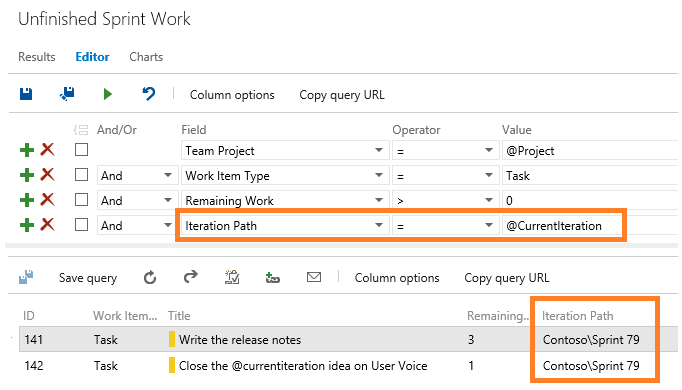 Unfinished Sprint Work
Results Editor Charts
Column options Copy query URL
And/Or Field Operator Value
Team Project = @Project
And Work Item Type = Task
And Remaining Work > 0
And Iteration Path = @CurrentIteration
Save query Column options Copy query URL
ID Work Item... Title Remaining... Iteration Path
141 Task Write the release notes 3 Contoso\Sprint 79
142 Task Close the @currentiteration idea on User Voice 1 Contoso\Sprint 79